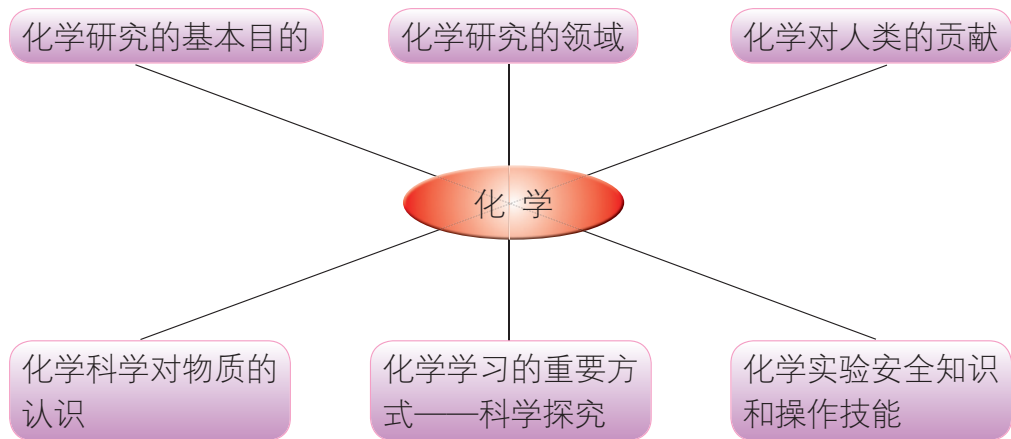 化学研究的基本目的
化学研究的领域
化学对人类的贡献
化 学
化学科学对物质的
认识
化学学习的重要方
式——科学探究
化学实验安全知识
和操作技能